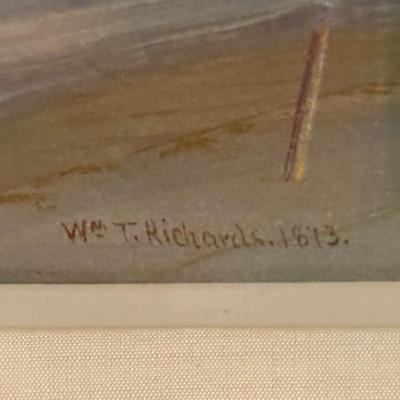 Wᵐ T. Richards. 1873.